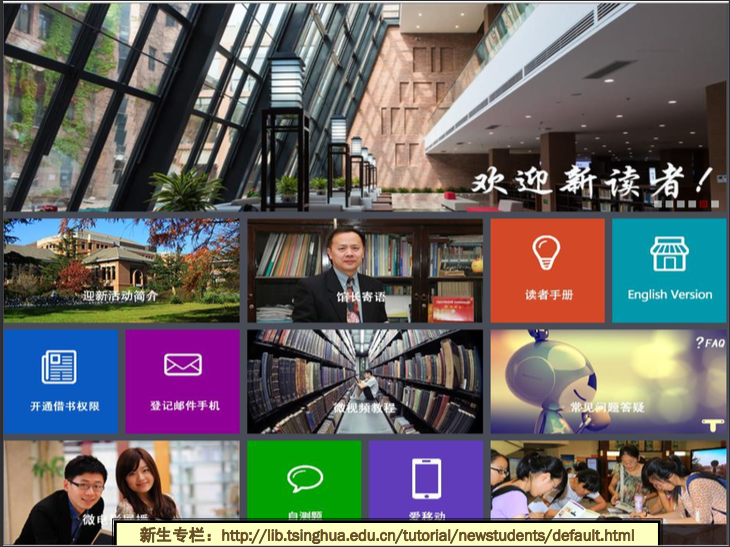 欢迎新读者!
迎新活动简介
馆长寄语
读者手册
English Version
开通借书权限
登记邮件手机
微视频教程
?FAQ
常见问题答疑
自测题
爱移动
新生专栏：http://lib.tsinghua.edu.cn/tutorial/newstudents/default.html